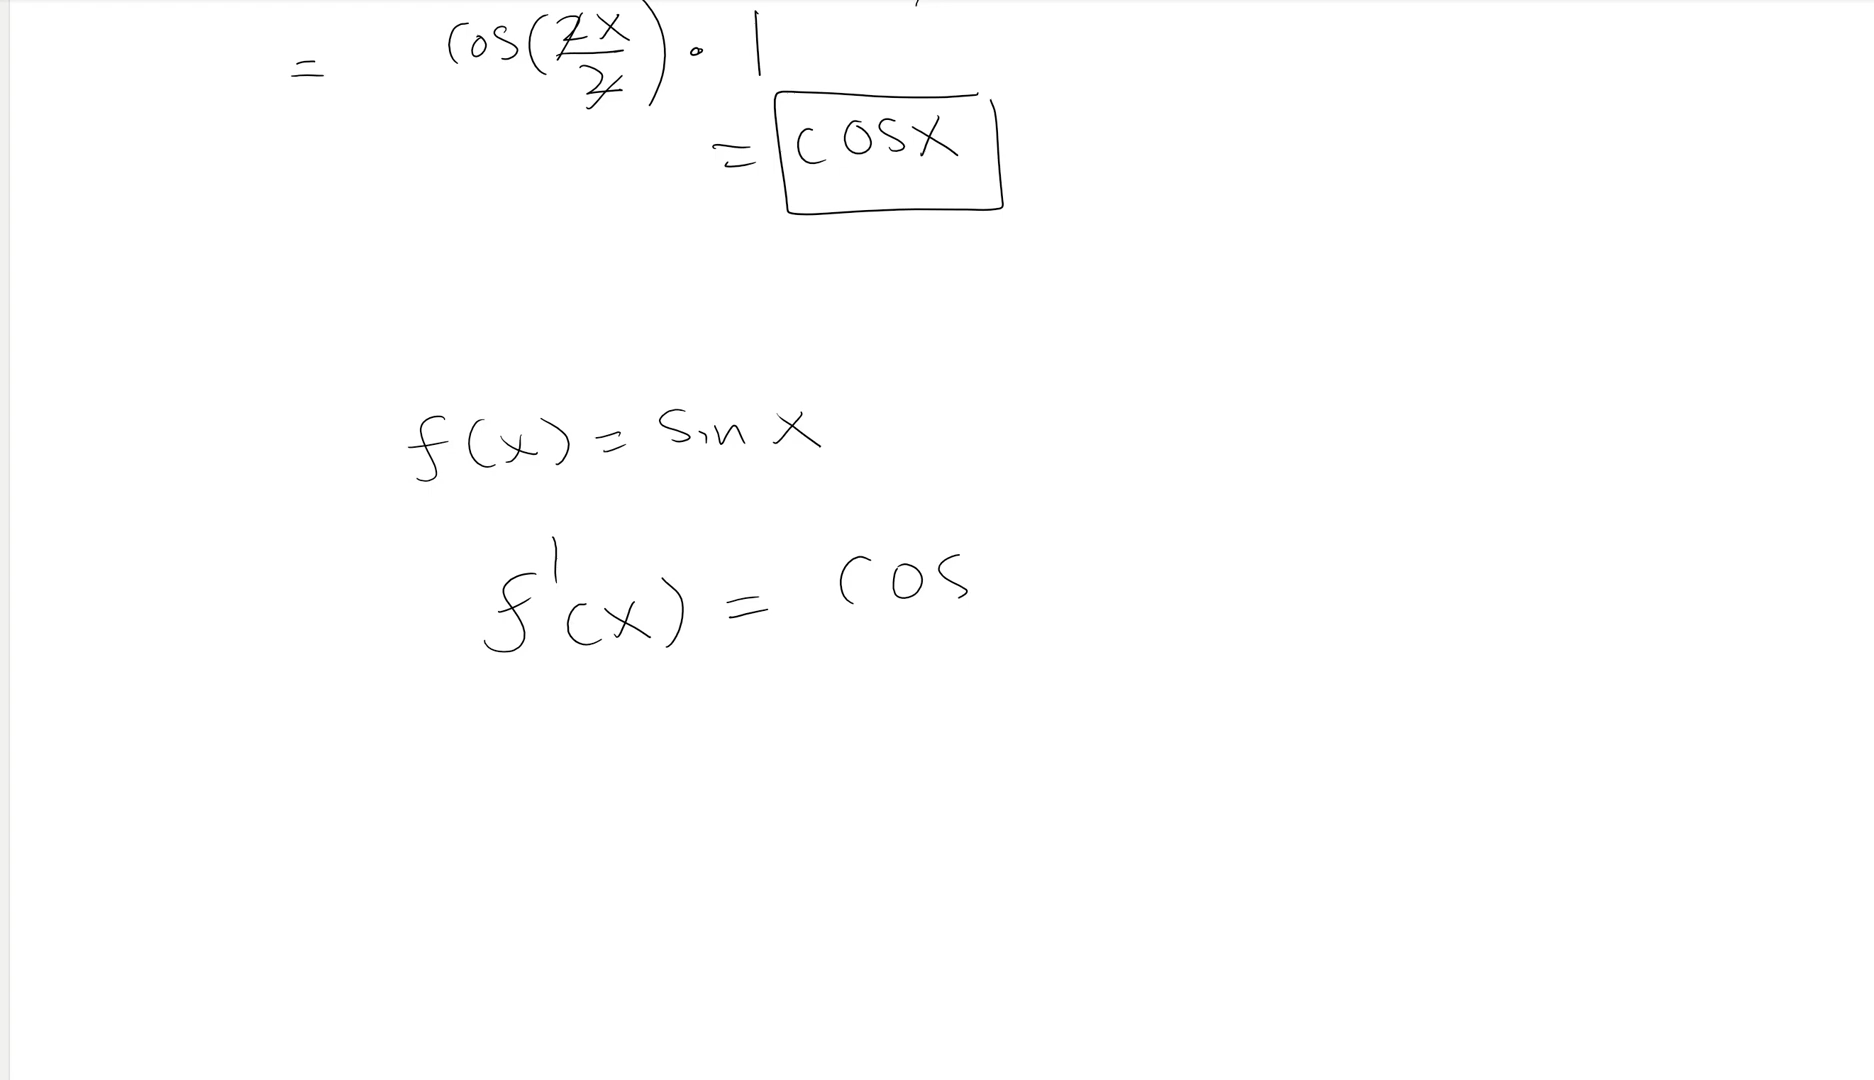 = cos(2x/2) · 1
= cosx
f(x) = sin x
f'(x) = cos